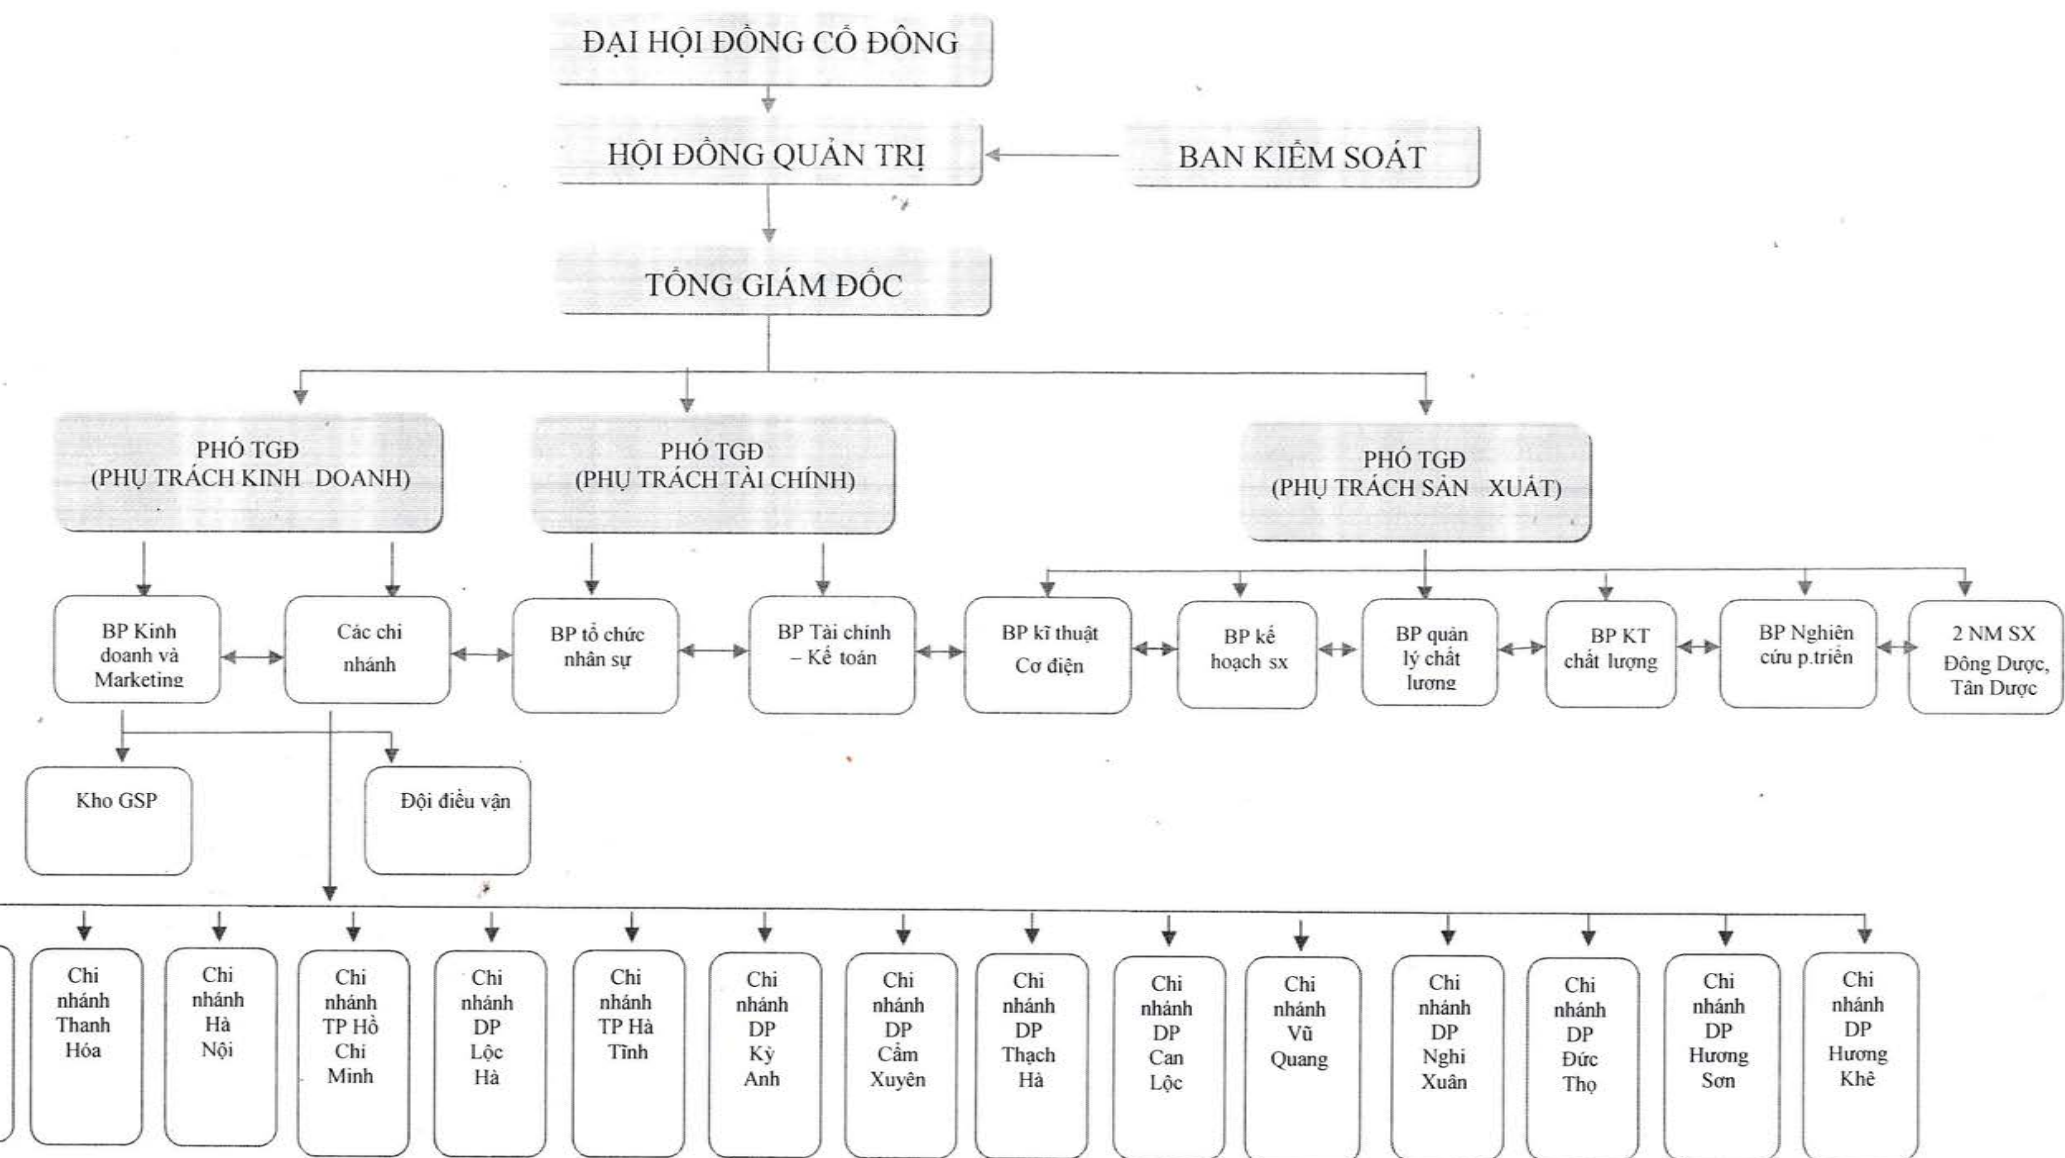 ĐẠI HỘI ĐỒNG CỔ ĐÔNG
HỘI ĐỒNG QUẢN TRỊ
BAN KIỂM SOÁT
TỔNG GIÁM ĐỐC
PHÓ TGĐ
(PHỤ TRÁCH KINH DOANH)
PHÓ TGĐ
(PHỤ TRÁCH TÀI CHÍNH)
PHÓ TGĐ
(PHỤ TRÁCH SẢN XUẤT)
BP Kinh
doanh và
Marketing
Các chi
nhánh
BP tổ chức
nhân sự
BP Tài chính
– Kế toán
BP kĩ thuật
Cơ điện
BP kế
hoạch sx
BP quản
lý chất
lượng
BP KT
chất lượng
BP Nghiên
cứu p.triển
2 NM SX
Đông Dược,
Tân Dược
Kho GSP
Đội điều vận
Chi
nhánh
Thanh
Hóa
Chi
nhánh
Hà
Nội
Chi
nhánh
TP Hồ
Chi
Minh
Chi
nhánh
DP
Lộc
Hà
Chi
nhánh
TP Hà
Tĩnh
Chi
nhánh
DP
Kỳ
Anh
Chi
nhánh
DP
Cẩm
Xuyên
Chi
nhánh
DP
Thạch
Hà
Chi
nhánh
DP
Can
Lộc
Chi
nhánh
Vũ
Quang
Chi
nhánh
DP
Nghi
Xuân
Chi
nhánh
DP
Đức
Thọ
Chi
nhánh
DP
Hương
Sơn
Chi
nhánh
DP
Hương
Khê